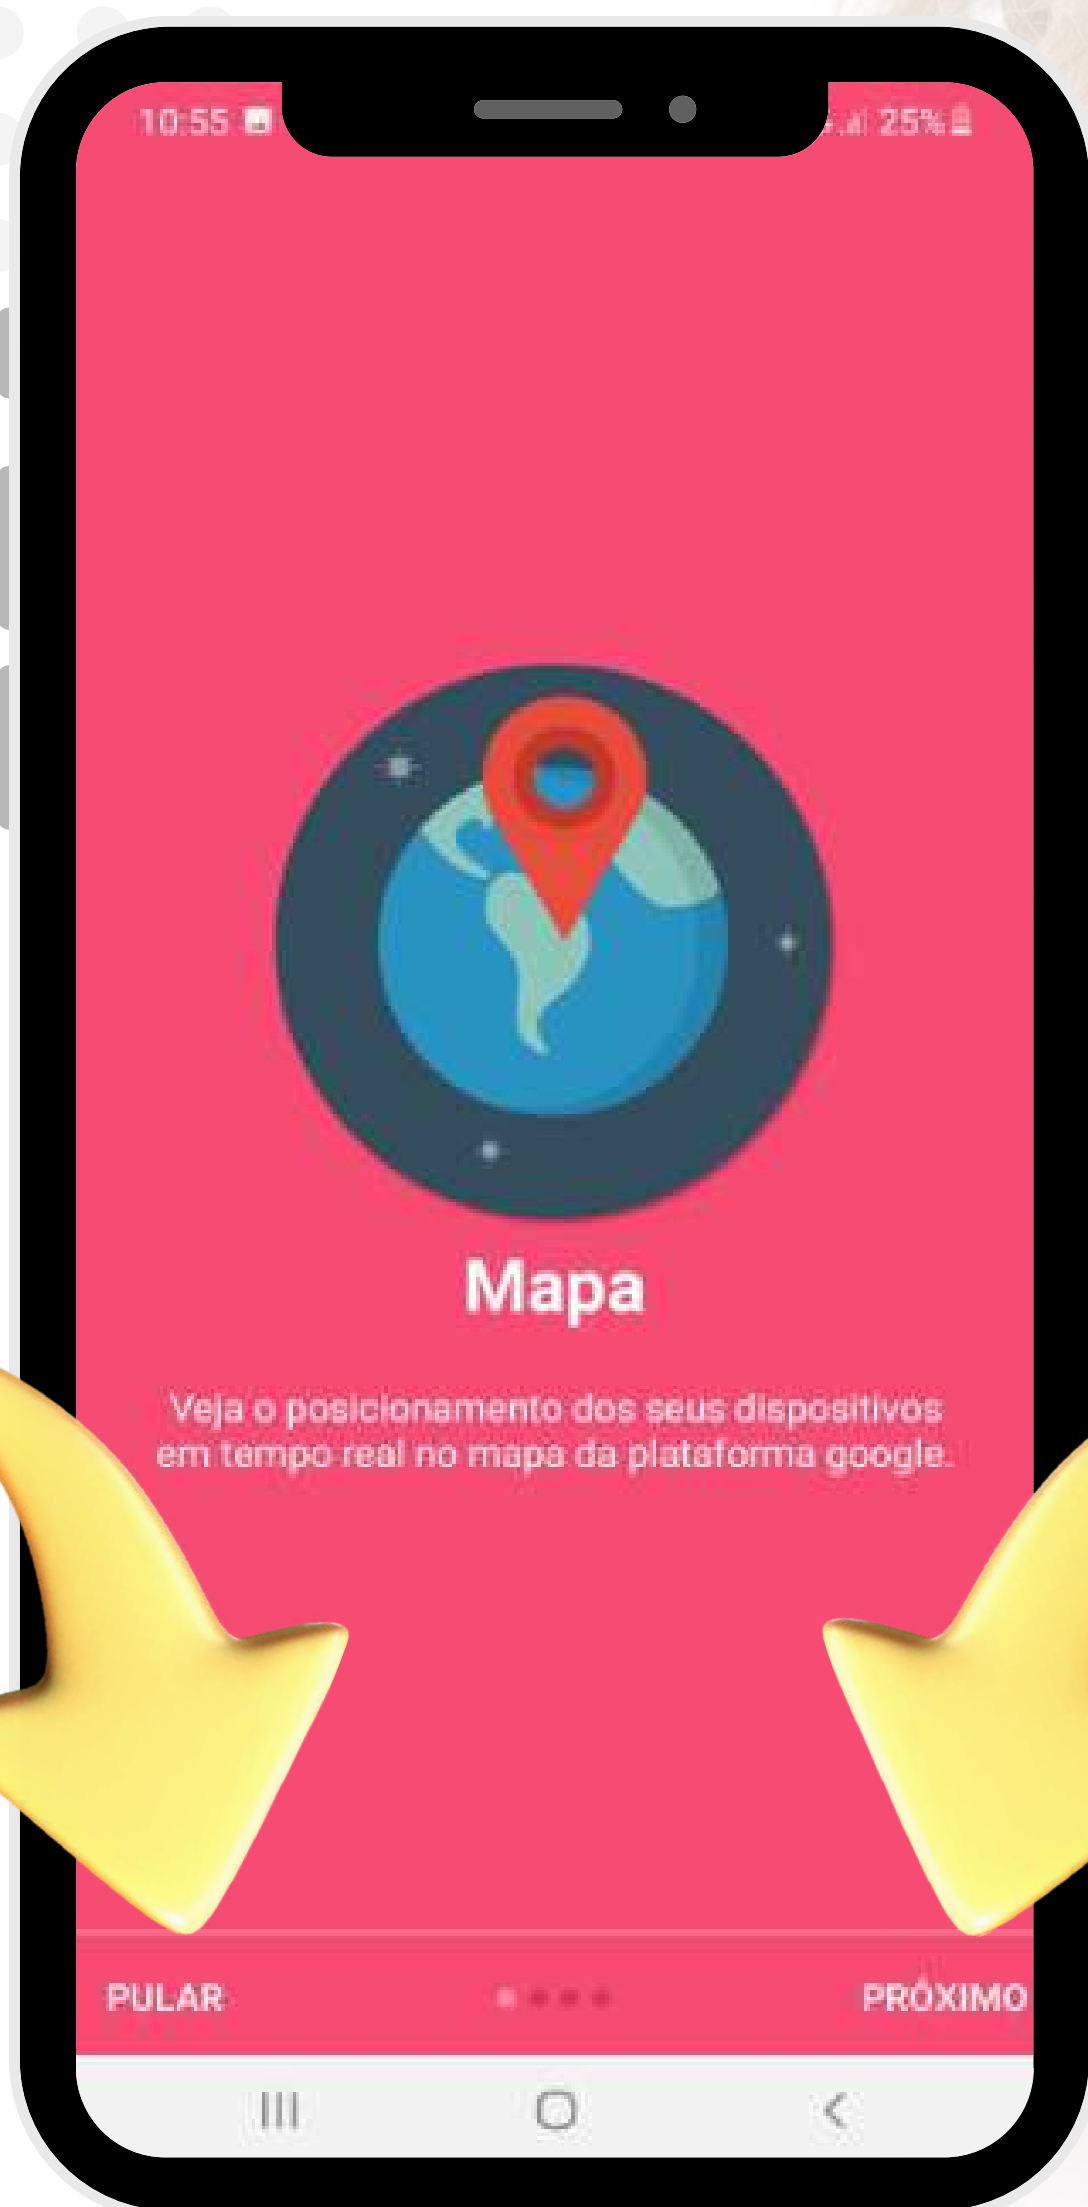 10:55
25%
Mapa
Veja o posicionamento dos seus dispositivos
em tempo real no mapa da plataforma google.
PULAR
PRÓXIMO